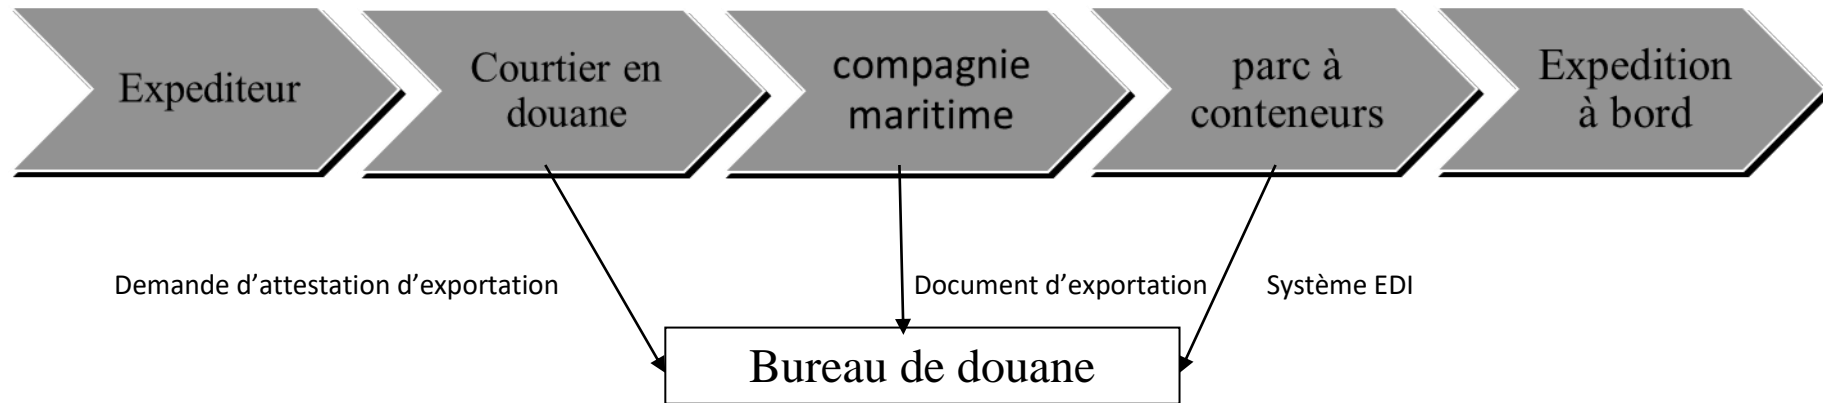 Expediteur
Courtier en
douane
compagnie
maritime
parc à
conteneurs
Expedition
à bord
Demande d’attestation d’exportation
Document d’exportation
Système EDI
Bureau de douane